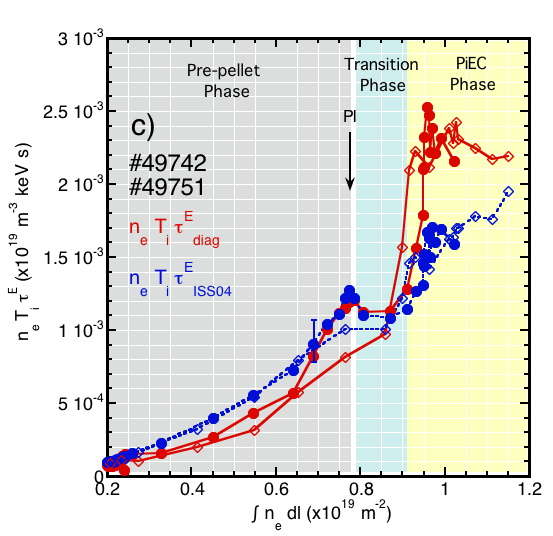 3 10⁻³
2.5 10⁻³
2 10⁻³
1.5 10⁻³
1 10⁻³
5 10⁻⁴
0
n_e T_i τ^E (x10¹⁹ m⁻³ keV s)
Pre-pellet
Phase
Transition
Phase
PiEC
Phase
PI
c)
#49742
#49751
n_e T_i τ^E_diag
n_e T_i τ^E_ISS04
0.2 0.4 0.6 0.8 1 1.2
∫ n_e dl (x10¹⁹ m⁻²)